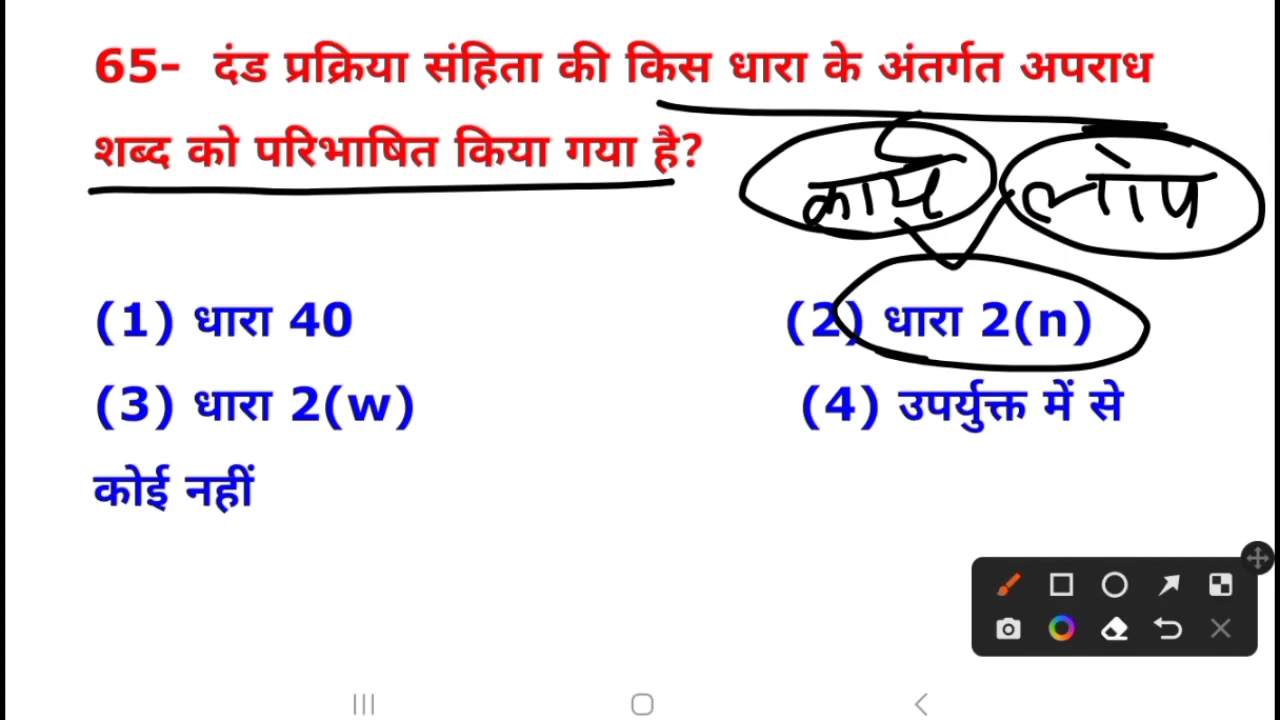 65- दंड प्रक्रिया संहिता की किस धारा के अंतर्गत अपराध
शब्द को परिभाषित किया गया है?
कार्य लोप
(1) धारा 40 (2) धारा 2(n)
(3) धारा 2(w) (4) उपर्युक्त में से
कोई नहीं